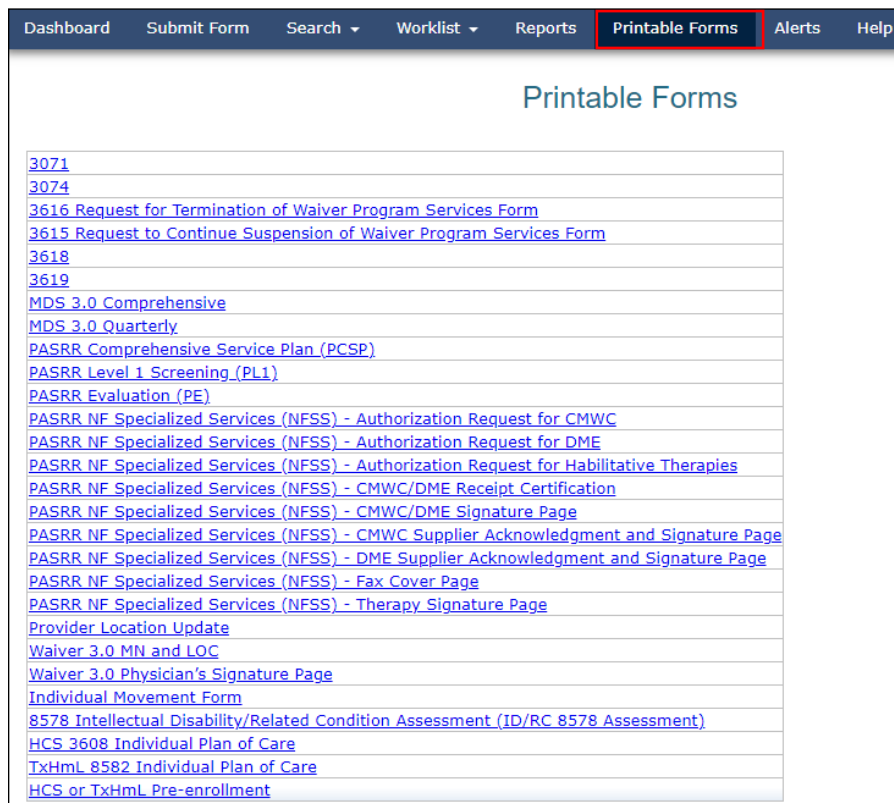 Dashboard Submit Form Search Worklist Reports Printable Forms Alerts Help
Printable Forms
3071
3074
3616 Request for Termination of Waiver Program Services Form
3615 Request to Continue Suspension of Waiver Program Services Form
3618
3619
MDS 3.0 Comprehensive
MDS 3.0 Quarterly
PASRR Comprehensive Service Plan (PCSP)
PASRR Level 1 Screening (PL1)
PASRR Evaluation (PE)
PASRR NF Specialized Services (NFSS) - Authorization Request for CMWC
PASRR NF Specialized Services (NFSS) - Authorization Request for DME
PASRR NF Specialized Services (NFSS) - Authorization Request for Habilitative Therapies
PASRR NF Specialized Services (NFSS) - CMWC/DME Receipt Certification
PASRR NF Specialized Services (NFSS) - CMWC/DME Signature Page
PASRR NF Specialized Services (NFSS) - CMWC Supplier Acknowledgment and Signature Page
PASRR NF Specialized Services (NFSS) - DME Supplier Acknowledgment and Signature Page
PASRR NF Specialized Services (NFSS) - Fax Cover Page
PASRR NF Specialized Services (NFSS) - Therapy Signature Page
Provider Location Update
Waiver 3.0 MN and LOC
Waiver 3.0 Physician's Signature Page
Individual Movement Form
8578 Intellectual Disability/Related Condition Assessment (ID/RC 8578 Assessment)
HCS 3608 Individual Plan of Care
TxHmL 8582 Individual Plan of Care
HCS or TxHmL Pre-enrollment